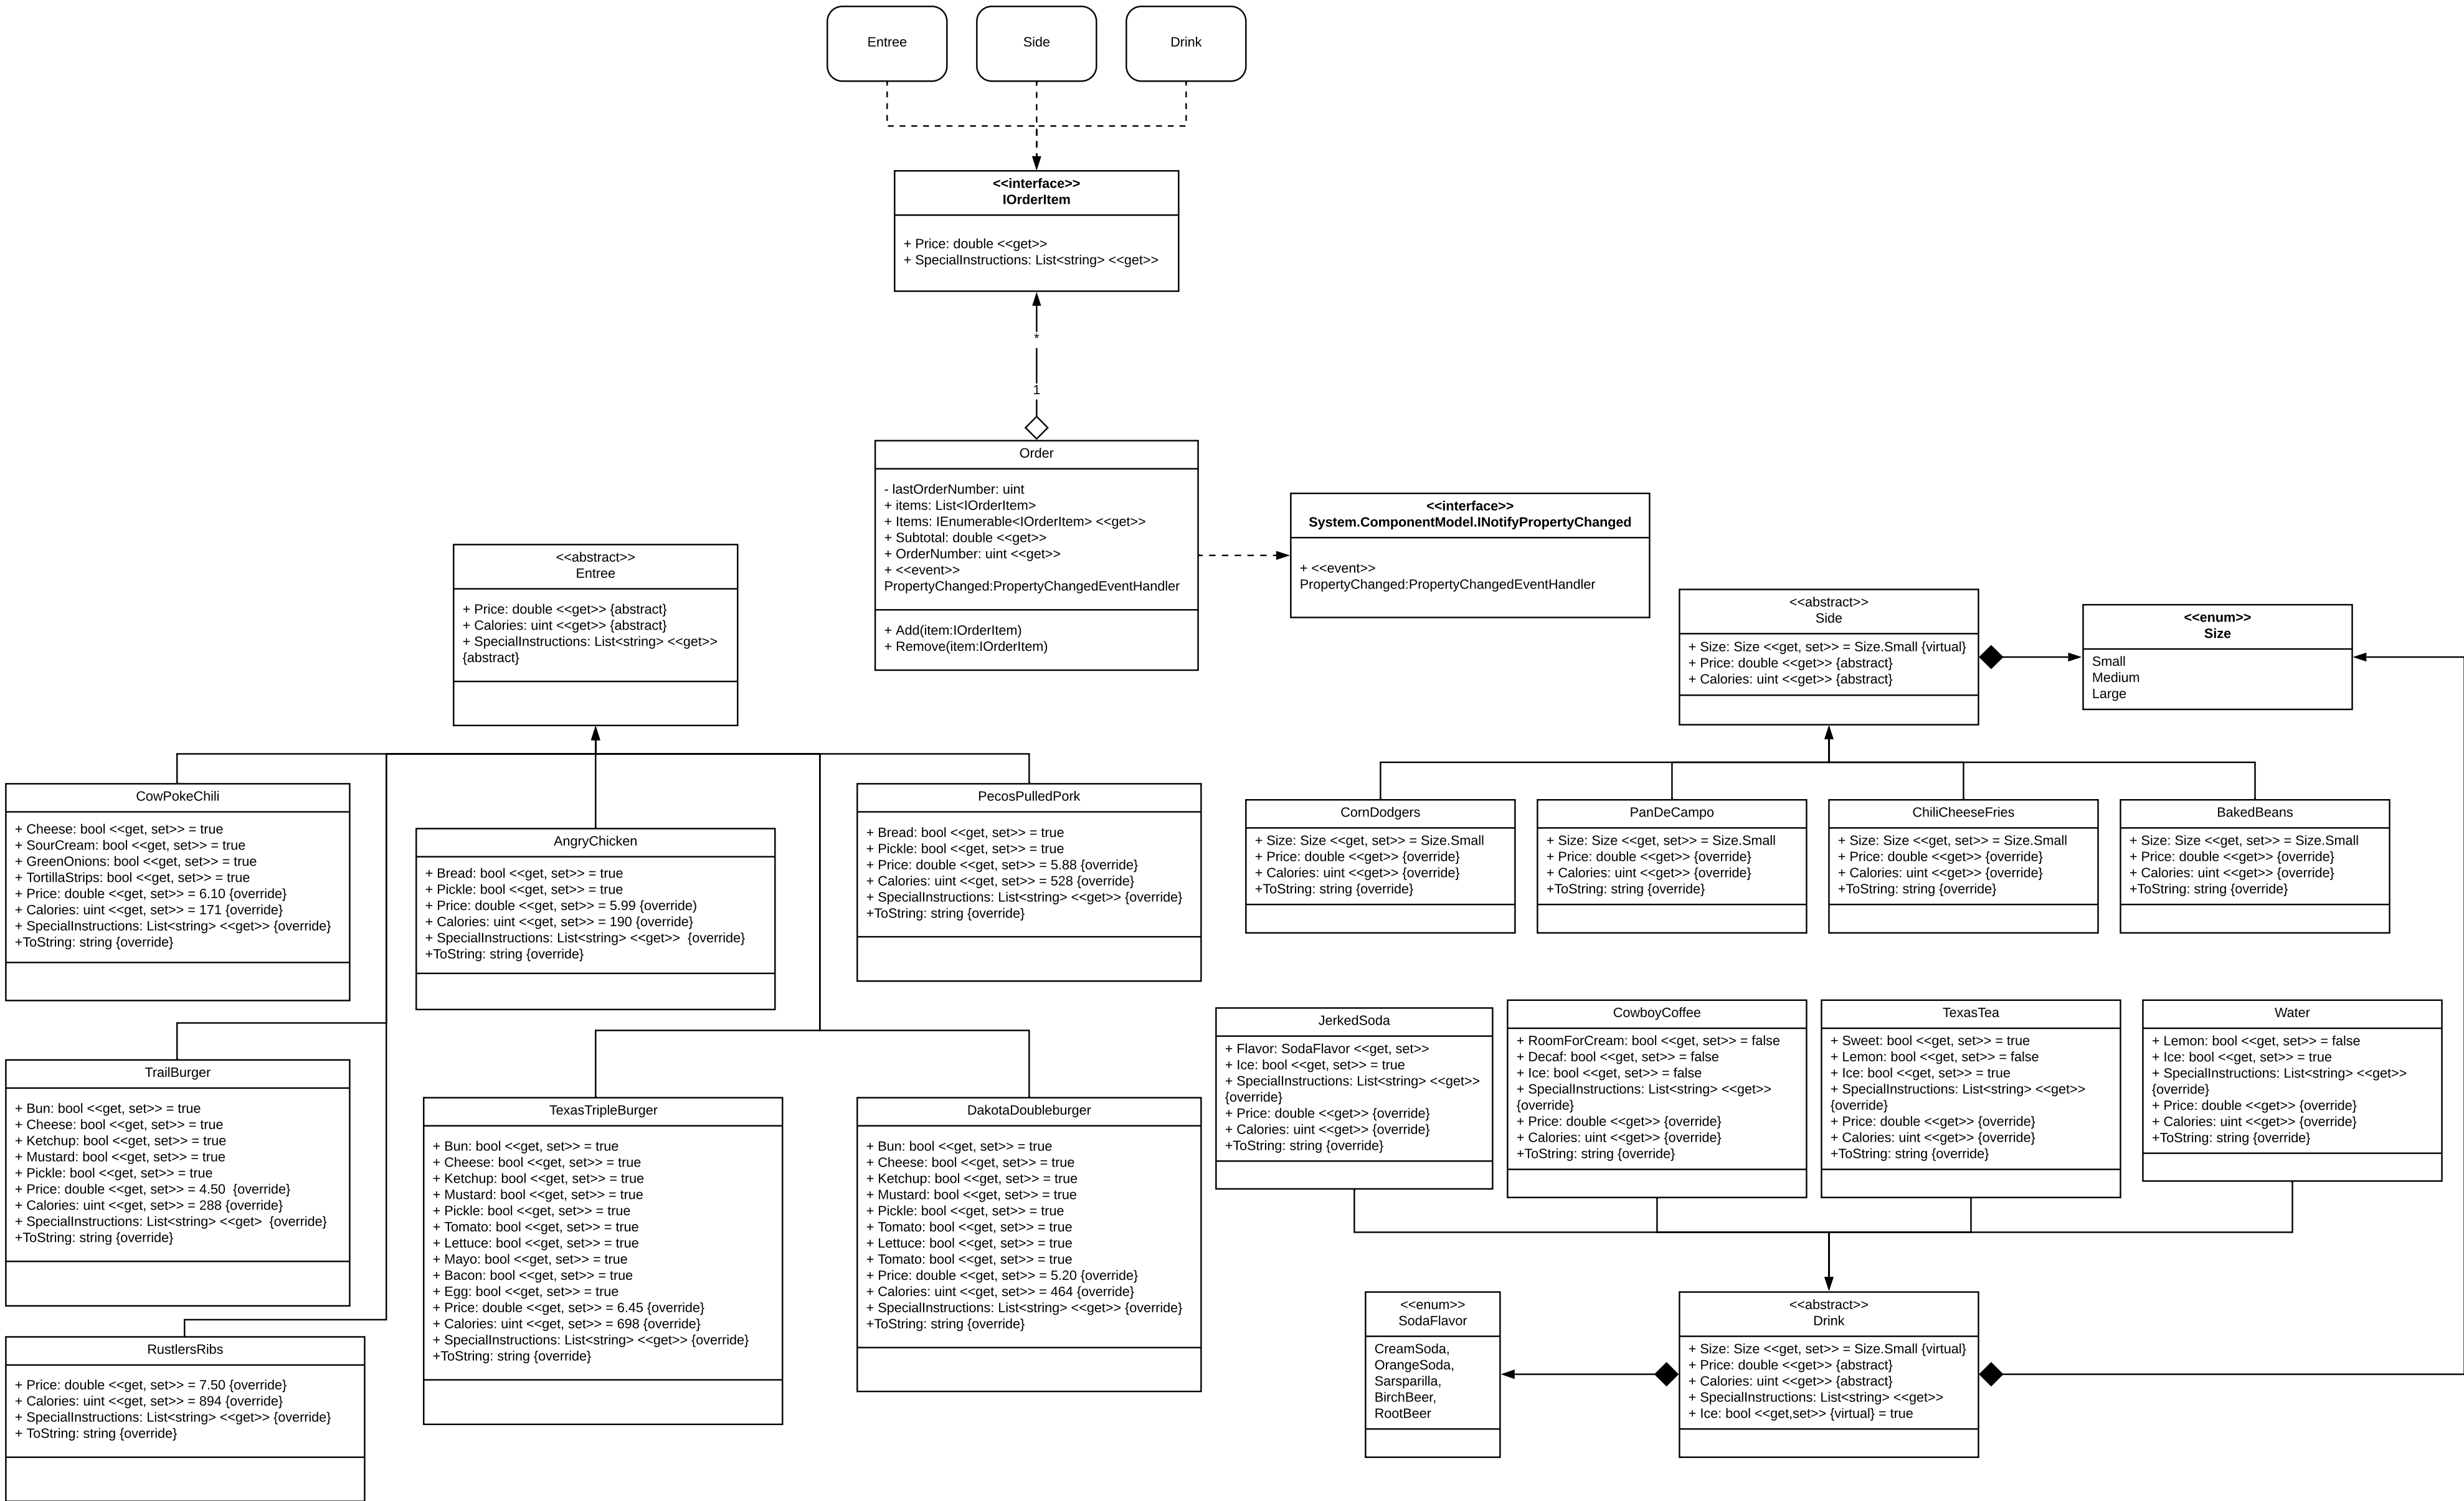 Entree
Side
Drink
<<interface>>
IOrderItem
+ Price: double <<get>>
+ SpecialInstructions: List<string> <<get>>
*
1
Order
- lastOrderNumber: uint
+ items: List<IOrderItem>
+ Items: IEnumerable<IOrderItem> <<get>>
+ Subtotal: double <<get>>
+ OrderNumber: uint <<get>>
+ <<event>>
PropertyChanged:PropertyChangedEventHandler
+ Add(item:IOrderItem)
+ Remove(item:IOrderItem)
<<interface>>
System.ComponentModel.INotifyPropertyChanged
+ <<event>>
PropertyChanged:PropertyChangedEventHandler
<<abstract>>
Entree
+ Price: double <<get>> {abstract}
+ Calories: uint <<get>> {abstract}
+ SpecialInstructions: List<string> <<get>>
{abstract}
<<abstract>>
Side
+ Size: Size <<get, set>> = Size.Small {virtual}
+ Price: double <<get>> {abstract}
+ Calories: uint <<get>> {abstract}
<<enum>>
Size
Small
Medium
Large
CowPokeChili
+ Cheese: bool <<get, set>> = true
+ SourCream: bool <<get, set>> = true
+ GreenOnions: bool <<get, set>> = true
+ TortillaStrips: bool <<get, set>> = true
+ Price: double <<get, set>> = 6.10 {override}
+ Calories: uint <<get, set>> = 171 {override}
+ SpecialInstructions: List<string> <<get>> {override}
+ToString: string {override}
AngryChicken
+ Bread: bool <<get, set>> = true
+ Pickle: bool <<get, set>> = true
+ Price: double <<get, set>> = 5.99 {override)
+ Calories: uint <<get, set>> = 190 {override}
+ SpecialInstructions: List<string> <<get>>  {override}
+ToString: string {override}
PecosPulledPork
+ Bread: bool <<get, set>> = true
+ Pickle: bool <<get, set>> = true
+ Price: double <<get, set>> = 5.88 {override}
+ Calories: uint <<get, set>> = 528 {override}
+ SpecialInstructions: List<string> <<get>> {override}
+ToString: string {override}
CornDodgers
+ Size: Size <<get, set>> = Size.Small
+ Price: double <<get>> {override}
+ Calories: uint <<get>> {override}
+ToString: string {override}
PanDeCampo
+ Size: Size <<get, set>> = Size.Small
+ Price: double <<get>> {override}
+ Calories: uint <<get>> {override}
+ToString: string {override}
ChiliCheeseFries
+ Size: Size <<get, set>> = Size.Small
+ Price: double <<get>> {override}
+ Calories: uint <<get>> {override}
+ToString: string {override}
BakedBeans
+ Size: Size <<get, set>> = Size.Small
+ Price: double <<get>> {override}
+ Calories: uint <<get>> {override}
+ToString: string {override}
TrailBurger
+ Bun: bool <<get, set>> = true
+ Cheese: bool <<get, set>> = true
+ Ketchup: bool <<get, set>> = true
+ Mustard: bool <<get, set>> = true
+ Pickle: bool <<get, set>> = true
+ Price: double <<get, set>> = 4.50  {override}
+ Calories: uint <<get, set>> = 288 {override}
+ SpecialInstructions: List<string> <<get>  {override}
+ToString: string {override}
TexasTripleBurger
+ Bun: bool <<get, set>> = true
+ Cheese: bool <<get, set>> = true
+ Ketchup: bool <<get, set>> = true
+ Mustard: bool <<get, set>> = true
+ Pickle: bool <<get, set>> = true
+ Tomato: bool <<get, set>> = true
+ Lettuce: bool <<get, set>> = true
+ Mayo: bool <<get, set>> = true
+ Bacon: bool <<get, set>> = true
+ Egg: bool <<get, set>> = true
+ Price: double <<get, set>> = 6.45 {override}
+ Calories: uint <<get, set>> = 698 {override}
+ SpecialInstructions: List<string> <<get>> {override}
+ToString: string {override}
DakotaDoubleburger
+ Bun: bool <<get, set>> = true
+ Cheese: bool <<get, set>> = true
+ Ketchup: bool <<get, set>> = true
+ Mustard: bool <<get, set>> = true
+ Pickle: bool <<get, set>> = true
+ Tomato: bool <<get, set>> = true
+ Lettuce: bool <<get, set>> = true
+ Tomato: bool <<get, set>> = true
+ Price: double <<get, set>> = 5.20 {override}
+ Calories: uint <<get, set>> = 464 {override}
+ SpecialInstructions: List<string> <<get>> {override}
+ToString: string {override}
JerkedSoda
+ Flavor: SodaFlavor <<get, set>>
+ Ice: bool <<get, set>> = true
+ SpecialInstructions: List<string> <<get>>
{override}
+ Price: double <<get>> {override}
+ Calories: uint <<get>> {override}
+ToString: string {override}
CowboyCoffee
+ RoomForCream: bool <<get, set>> = false
+ Decaf: bool <<get, set>> = false
+ Ice: bool <<get, set>> = false
+ SpecialInstructions: List<string> <<get>>
{override}
+ Price: double <<get>> {override}
+ Calories: uint <<get>> {override}
+ToString: string {override}
TexasTea
+ Sweet: bool <<get, set>> = true
+ Lemon: bool <<get, set>> = false
+ Ice: bool <<get, set>> = true
+ SpecialInstructions: List<string> <<get>>
{override}
+ Price: double <<get>> {override}
+ Calories: uint <<get>> {override}
+ToString: string {override}
Water
+ Lemon: bool <<get, set>> = false
+ Ice: bool <<get, set>> = true
+ SpecialInstructions: List<string> <<get>>
{override}
+ Price: double <<get>> {override}
+ Calories: uint <<get>> {override}
+ToString: string {override}
RustlersRibs
+ Price: double <<get, set>> = 7.50 {override}
+ Calories: uint <<get, set>> = 894 {override}
+ SpecialInstructions: List<string> <<get>> {override}
+ ToString: string {override}
<<enum>>
SodaFlavor
CreamSoda,
OrangeSoda,
Sarsparilla,
BirchBeer,
RootBeer
<<abstract>>
Drink
+ Size: Size <<get, set>> = Size.Small {virtual}
+ Price: double <<get>> {abstract}
+ Calories: uint <<get>> {abstract}
+ SpecialInstructions: List<string> <<get>>
+ Ice: bool <<get,set>> {virtual} = true